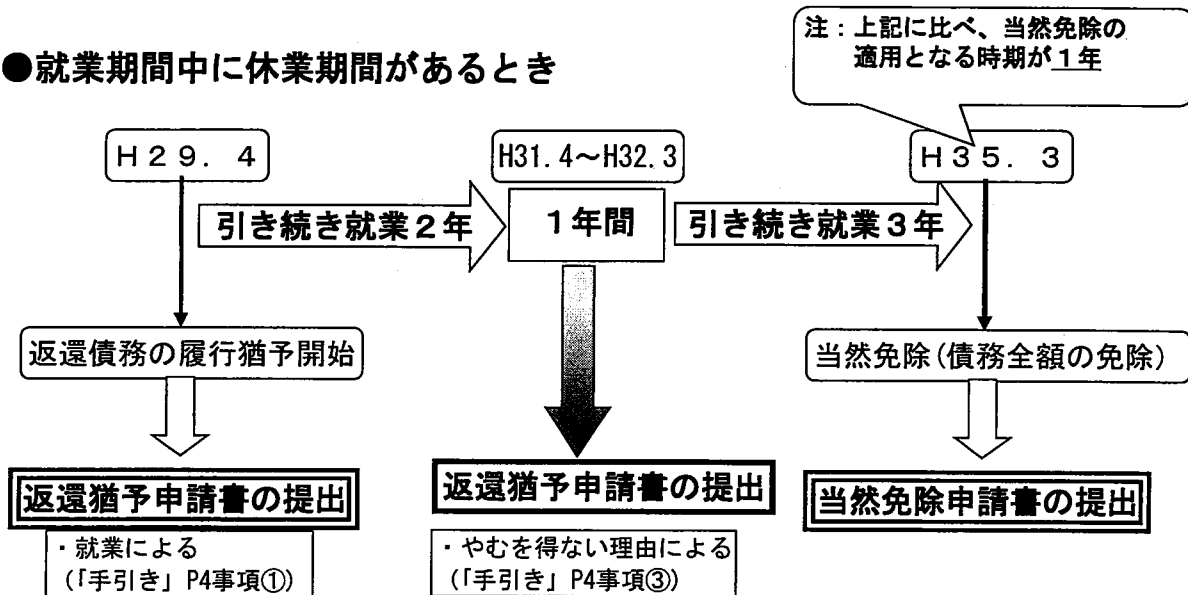 注：上記に比べ、当然免除の
適用となる時期が１年
●就業期間中に休業期間があるとき
Ｈ２９．４
H31.4～H32.3
Ｈ３５．３
引き続き就業２年
１年間
引き続き就業３年
返還債務の履行猶予開始
当然免除(債務全額の免除)
返還猶予申請書の提出
返還猶予申請書の提出
当然免除申請書の提出
・就業による
(｢手引き」P4事項①)
・やむを得ない理由による
(｢手引き」P4事項③)